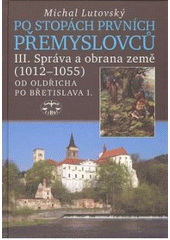 Michal Lutovský
PO STOPÁCH PRVNÍCH
PŘEMYSLOVCŮ
III. Správa a obrana země
(1012–1055)
OD OLDŘICHA
PO BŘETISLAVA I.